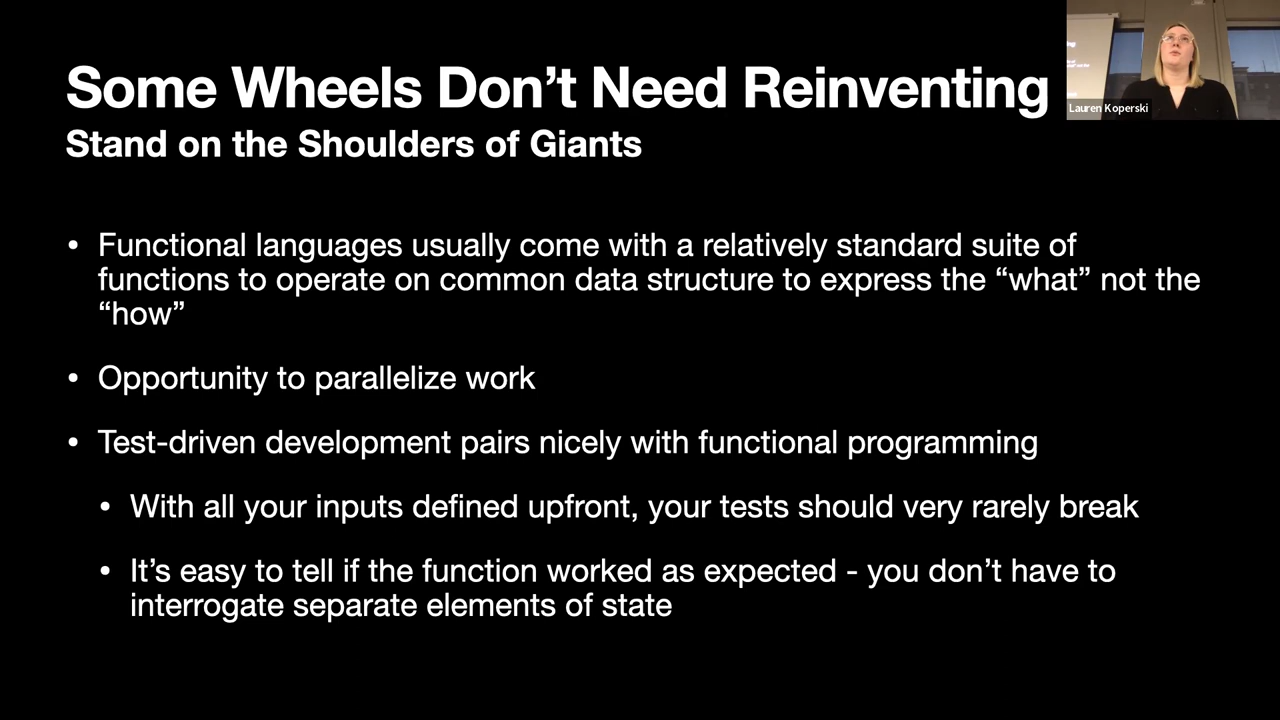 Some Wheels Don’t Need Reinventing
Stand on the Shoulders of Giants
Lauren Koperski
• Functional languages usually come with a relatively standard suite of
functions to operate on common data structure to express the “what” not the
“how”
• Opportunity to parallelize work
• Test-driven development pairs nicely with functional programming
• With all your inputs defined upfront, your tests should very rarely break
• It’s easy to tell if the function worked as expected - you don’t have to
interrogate separate elements of state